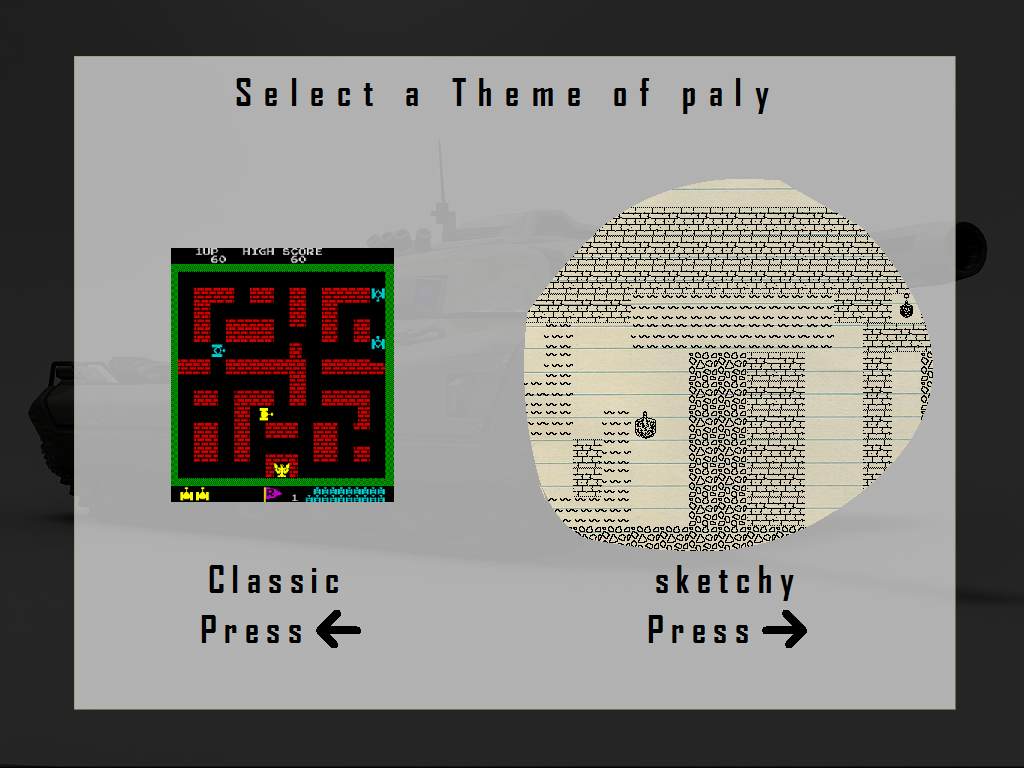 Select a Theme of paly
1UP HIGH SCORE
60 60
1
Classic
sketchy
Press
Press